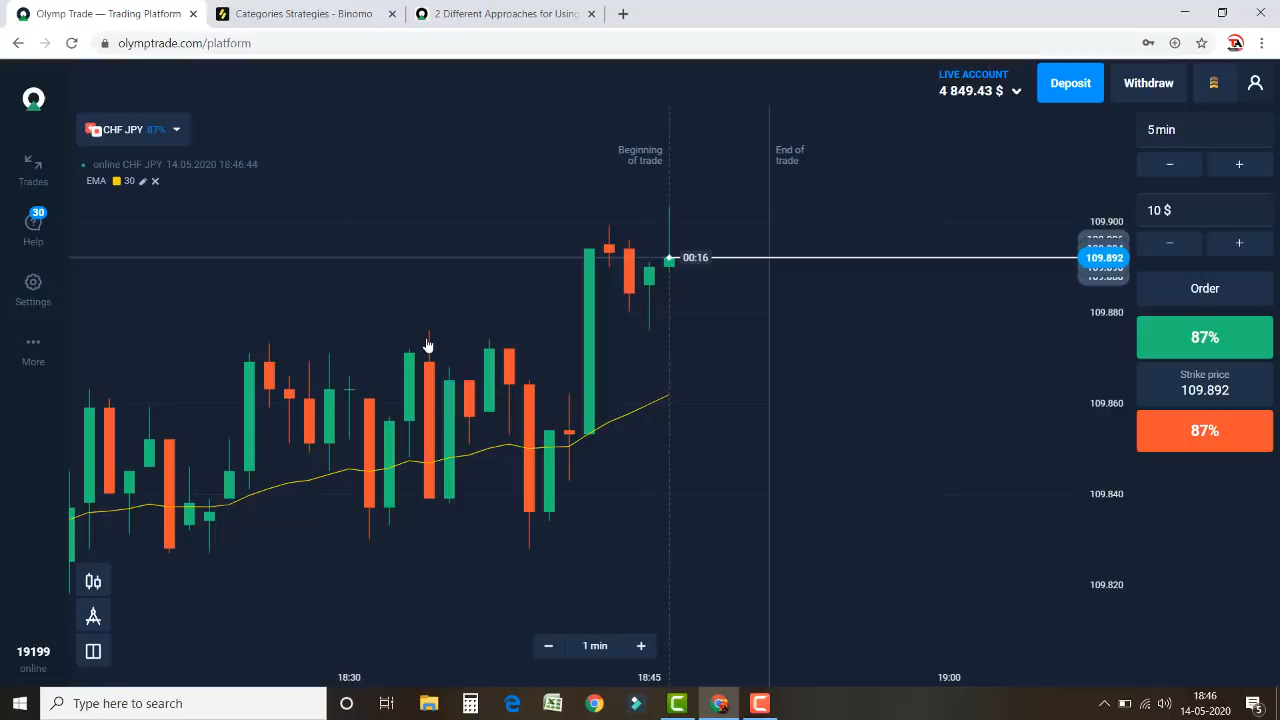 Olymp Trade — Trading Platform
Categories Strategies - Binomo
2 Different Approaches for Using
olymptrade.com/platform
LIVE ACCOUNT
4 849.43 $
Deposit
Withdraw
CHF JPY 87%
online CHF JPY 14.05.2020 18:46:44
EMA 30
Beginning
of trade
End of
trade
Trades
30
Help
Settings
More
19199
online
00:16
109.900
109.892
109.880
109.860
109.840
109.820
5 min
− +
10 $
− +
Order
87%
Strike price
109.892
87%
− 1 min +
18:30
18:45
19:00
Type here to search
18:46
14-05-2020
5